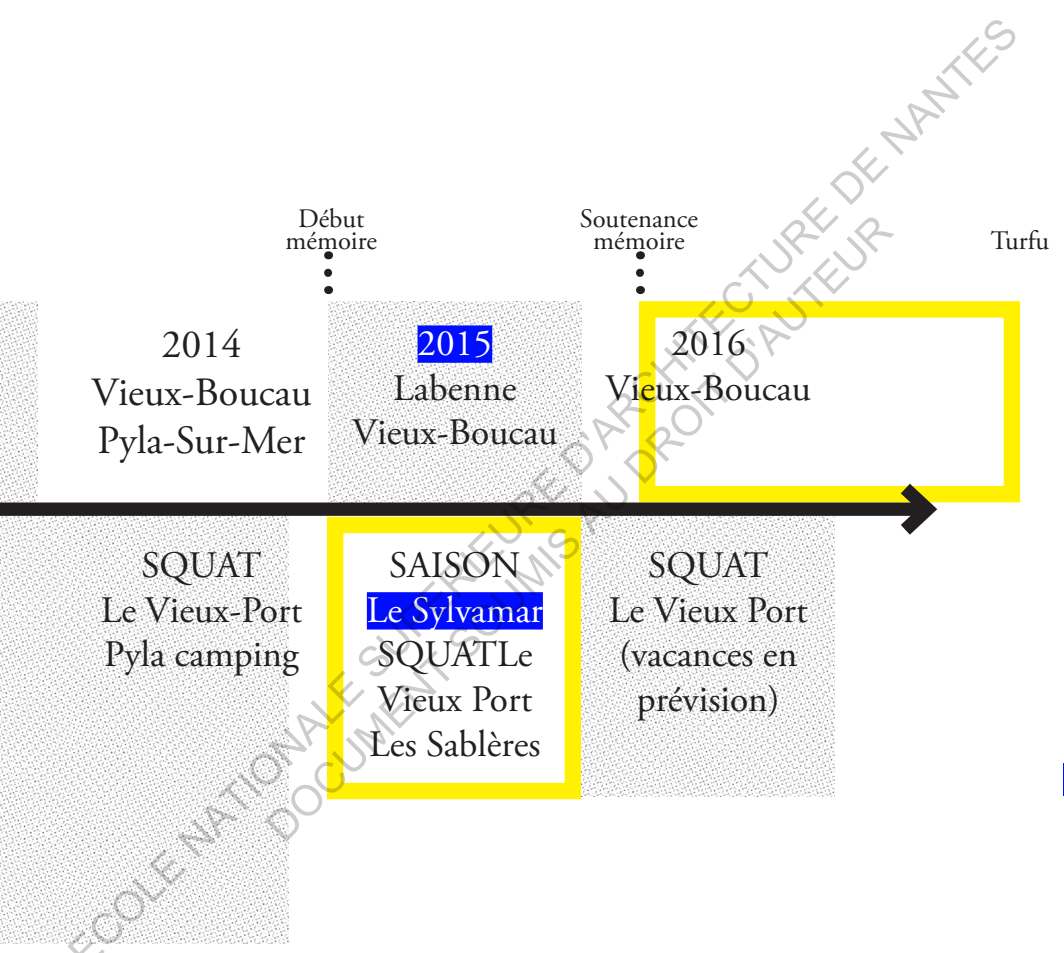 Début
mémoire
Soutenance
mémoire
Turfu
2014
Vieux-Boucau
Pyla-Sur-Mer
2015
Labenne
Vieux-Boucau
2016
Vieux-Boucau
SQUAT
Le Vieux-Port
Pyla camping
SAISON
Le Sylvamar
SQUATLe
Vieux Port
Les Sablères
SQUAT
Le Vieux Port
(vacances en
prévision)
ECOLE NATIONALE SUPERIEURE D'ARCHITECTURE DE NANTES
DOCUMENT SOUMIS AU DROIT D'AUTEUR